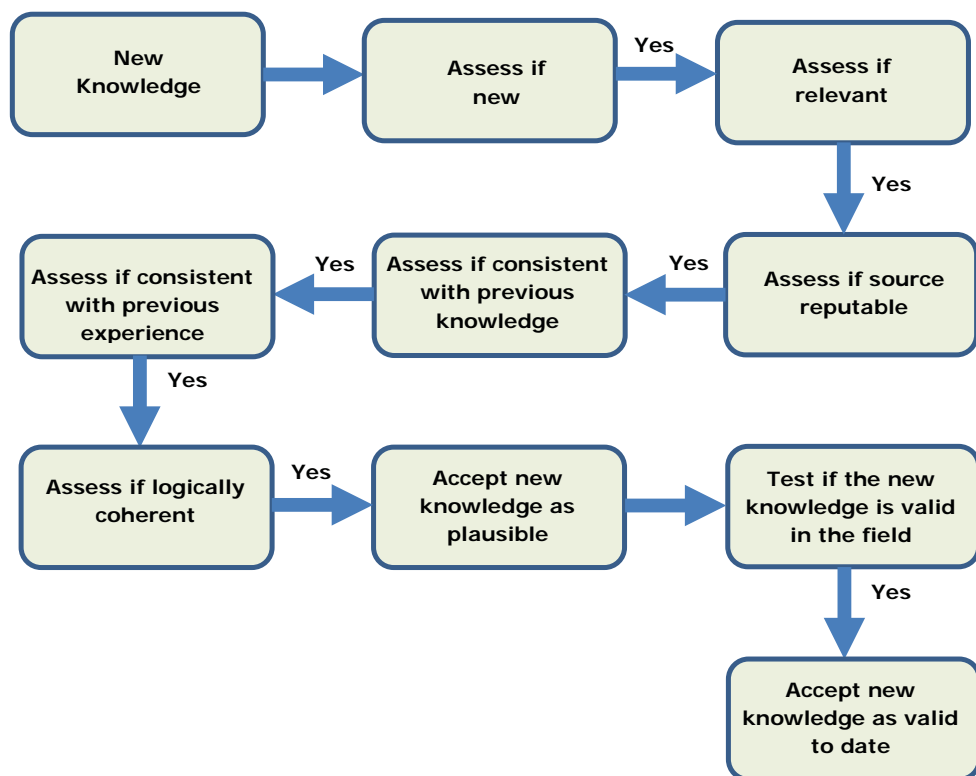 New
Knowledge
Yes
Assess if
new
Assess if
relevant
Yes
Assess if source
reputable
Yes
Assess if consistent
with previous
knowledge
Yes
Assess if consistent
with previous
experience
Yes
Assess if logically
coherent
Yes
Accept new
knowledge as
plausible
Test if the new
knowledge is valid
in the field
Yes
Accept new
knowledge as valid
to date